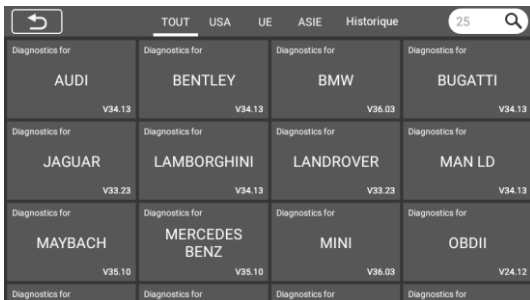 TOUT USA UE ASIE Historique 25
Diagnostics for Diagnostics for Diagnostics for Diagnostics for
AUDI BENTLEY BMW BUGATTI
V34.13 V34.13 V36.03 V34.13
Diagnostics for Diagnostics for Diagnostics for Diagnostics for
JAGUAR LAMBORGHINI LANDROVER MAN LD
V33.23 V34.13 V33.23 V34.13
Diagnostics for Diagnostics for Diagnostics for Diagnostics for
MAYBACH MERCEDES BENZ MINI OBDII
V35.10 V35.10 V36.03 V24.12
Diagnostics for Diagnostics for Diagnostics for Diagnostics for